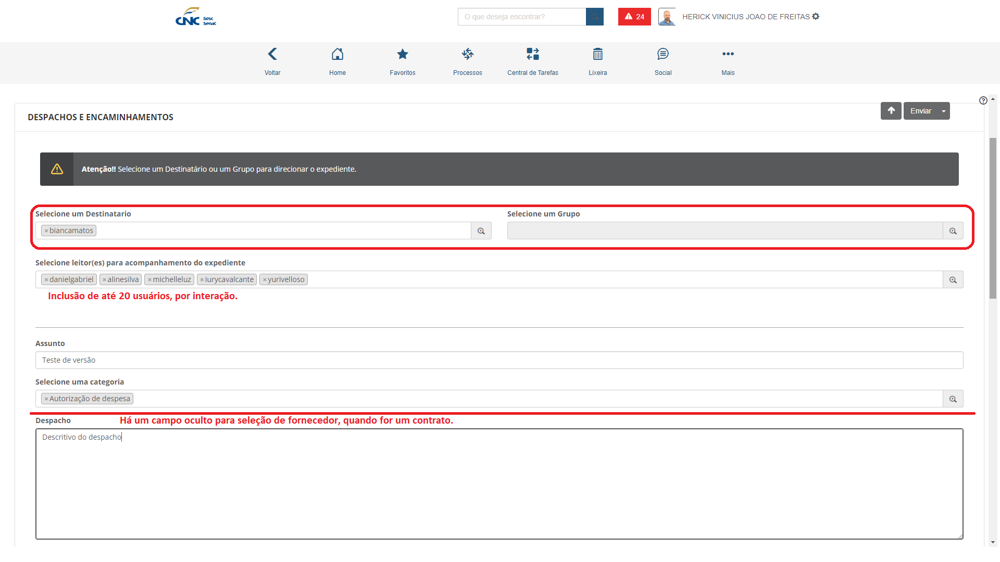 CNC Sesc
Senac
O que deseja encontrar?
24
HERICK VINICIUS JOAO DE FREITAS
Voltar
Home
Favoritos
Processos
Central de Tarefas
Lixeira
Social
Mais
DESPACHOS E ENCAMINHAMENTOS
Enviar
Atenção!! Selecione um Destinatário ou um Grupo para direcionar o expediente.
Selecione um Destinatario
Selecione um Grupo
×biancamatos
Selecione leitor(es) para acompanhamento do expediente
×danielgabriel ×alinesilva ×michelleluz ×iurycavalcante ×yurivelloso
Inclusão de até 20 usuários, por interação.
Assunto
Teste de versão
Selecione uma categoria
×Autorização de despesa
Despacho
Há um campo oculto para seleção de fornecedor, quando for um contrato.
Descritivo do despacho